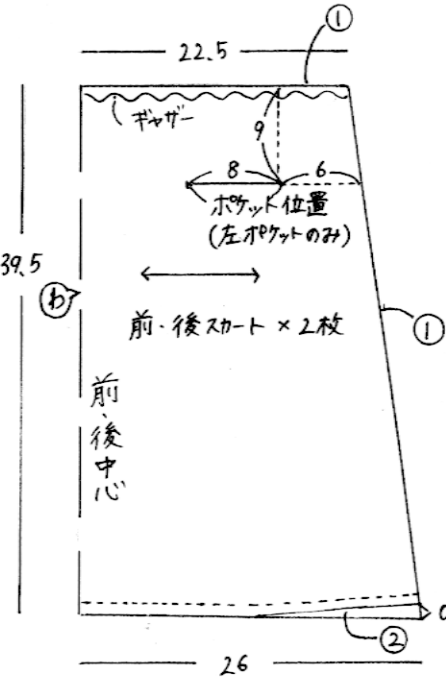 ①
22.5
ギャザー
9
8
6
ポケット位置
(左ポケットのみ)
39.5
わ
①
前・後スカート × 2枚
前、後中心
②
26